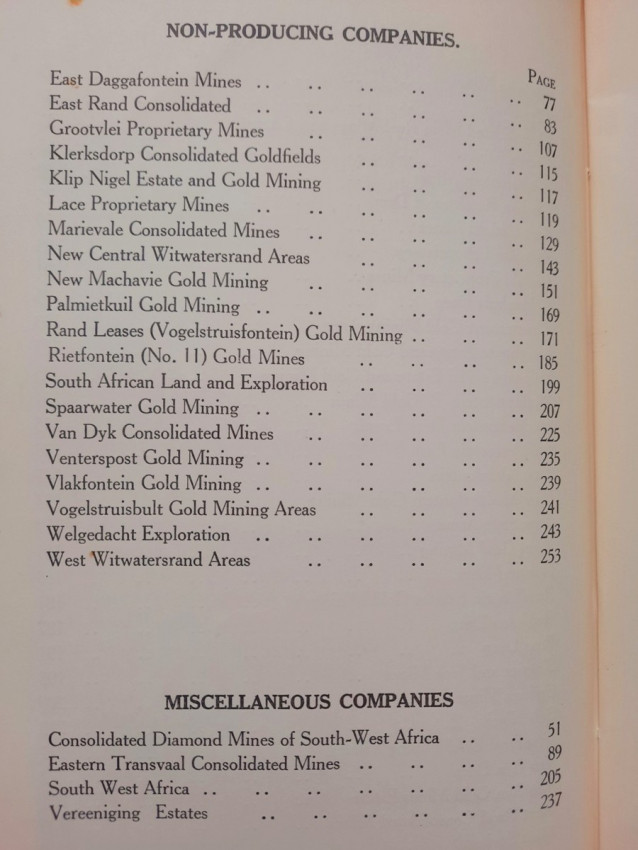 NON-PRODUCING COMPANIES.
PAGE
East Daggafontein Mines .. .. .. .. .. .. 77
East Rand Consolidated .. .. .. .. .. .. 83
Grootvlei Proprietary Mines .. .. .. .. .. 107
Klerksdorp Consolidated Goldfields .. .. .. .. 115
Klip Nigel Estate and Gold Mining .. .. .. .. 117
Lace Proprietary Mines .. .. .. .. .. .. 119
Marievale Consolidated Mines .. .. .. .. .. 129
New Central Witwatersrand Areas .. .. .. .. 143
New Machavie Gold Mining .. .. .. .. .. 151
Palmietkuil Gold Mining .. .. .. .. .. .. 169
Rand Leases (Vogelstruisfontein) Gold Mining .. .. .. 171
Rietfontein (No. 11) Gold Mines .. .. .. .. 185
South African Land and Exploration .. .. .. .. 199
Spaarwater Gold Mining .. .. .. .. .. .. 207
Van Dyk Consolidated Mines .. .. .. .. .. 225
Venterspost Gold Mining .. .. .. .. .. .. 235
Vlakfontein Gold Mining .. .. .. .. .. .. 239
Vogelstruisbult Gold Mining Areas .. .. .. .. 241
Welgedacht Exploration .. .. .. .. .. .. 243
West Witwatersrand Areas .. .. .. .. .. 253
MISCELLANEOUS COMPANIES
Consolidated Diamond Mines of South-West Africa .. .. 51
Eastern Transvaal Consolidated Mines .. .. .. .. 89
South West Africa .. .. .. .. .. .. .. 205
Vereeniging Estates .. .. .. .. .. .. 237